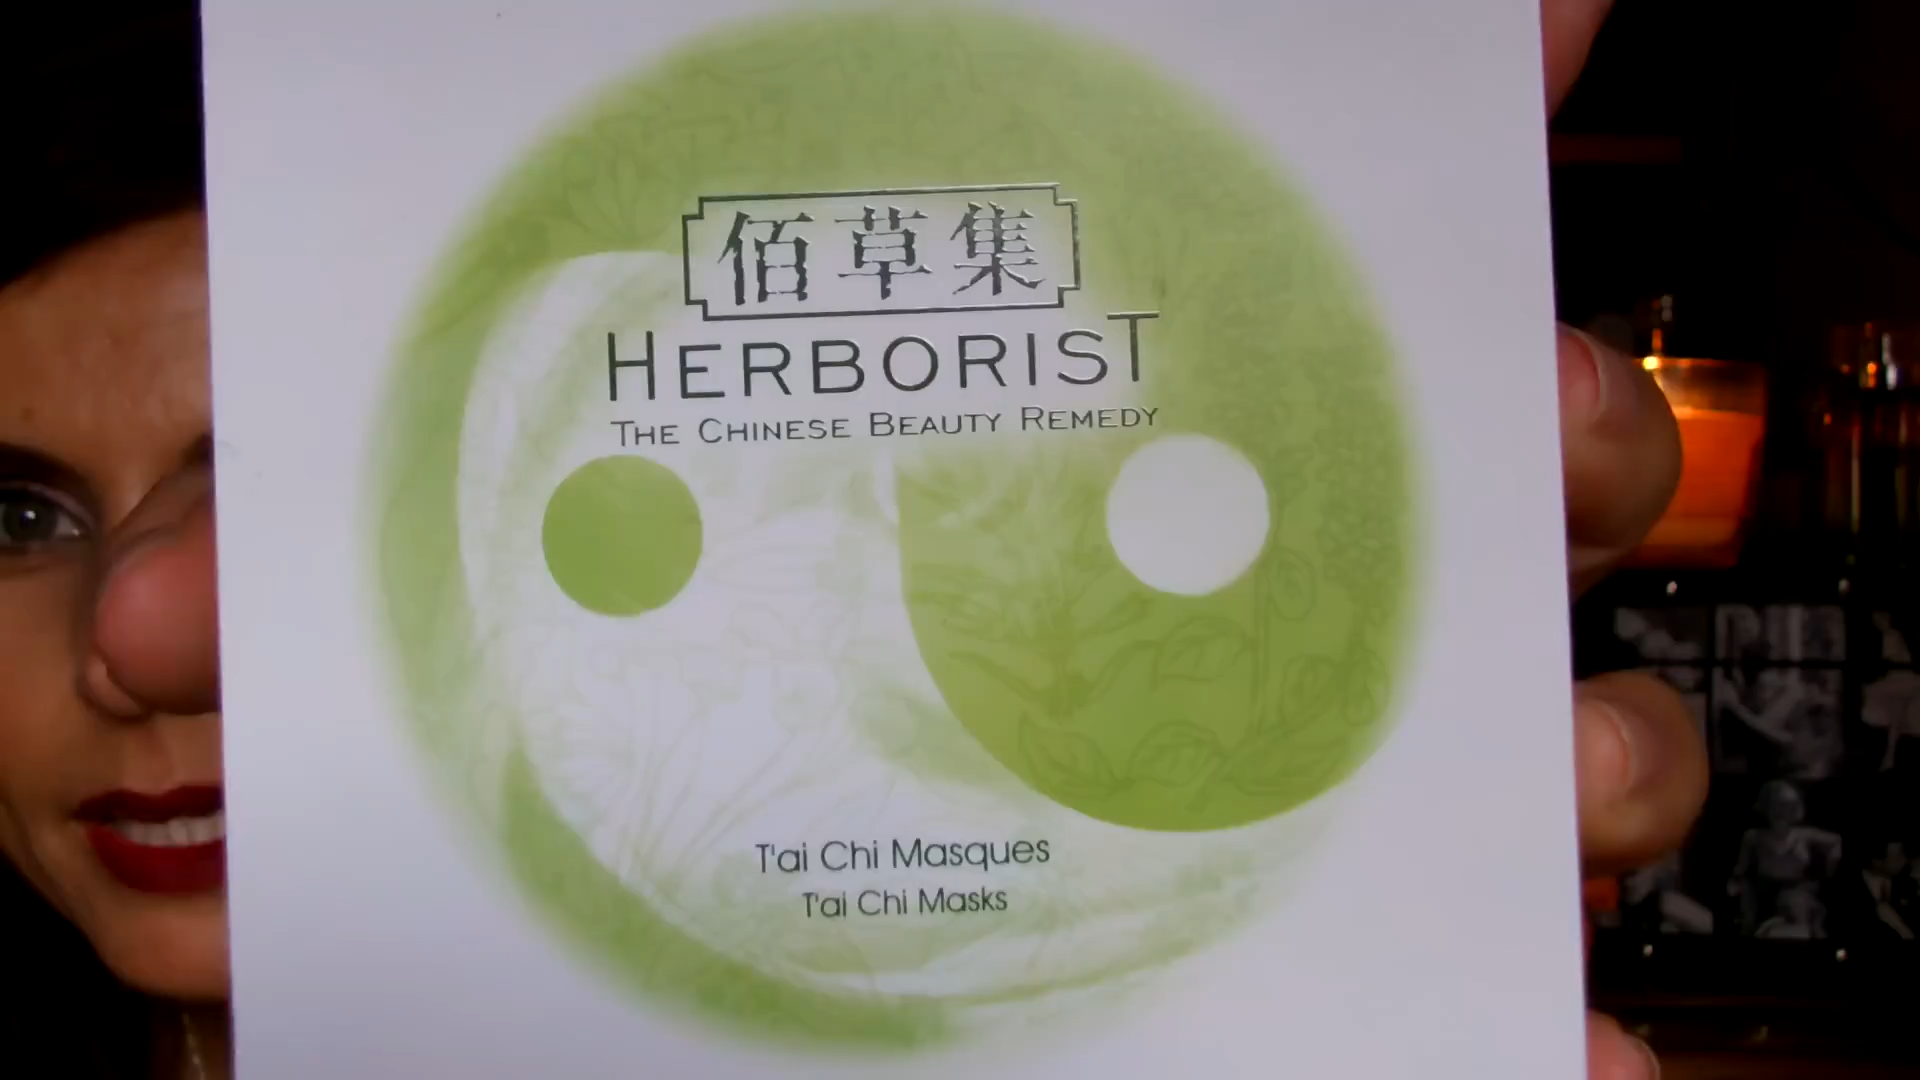 佰草集
HERBORIST
THE CHINESE BEAUTY REMEDY
T'ai Chi Masques
T'ai Chi Masks